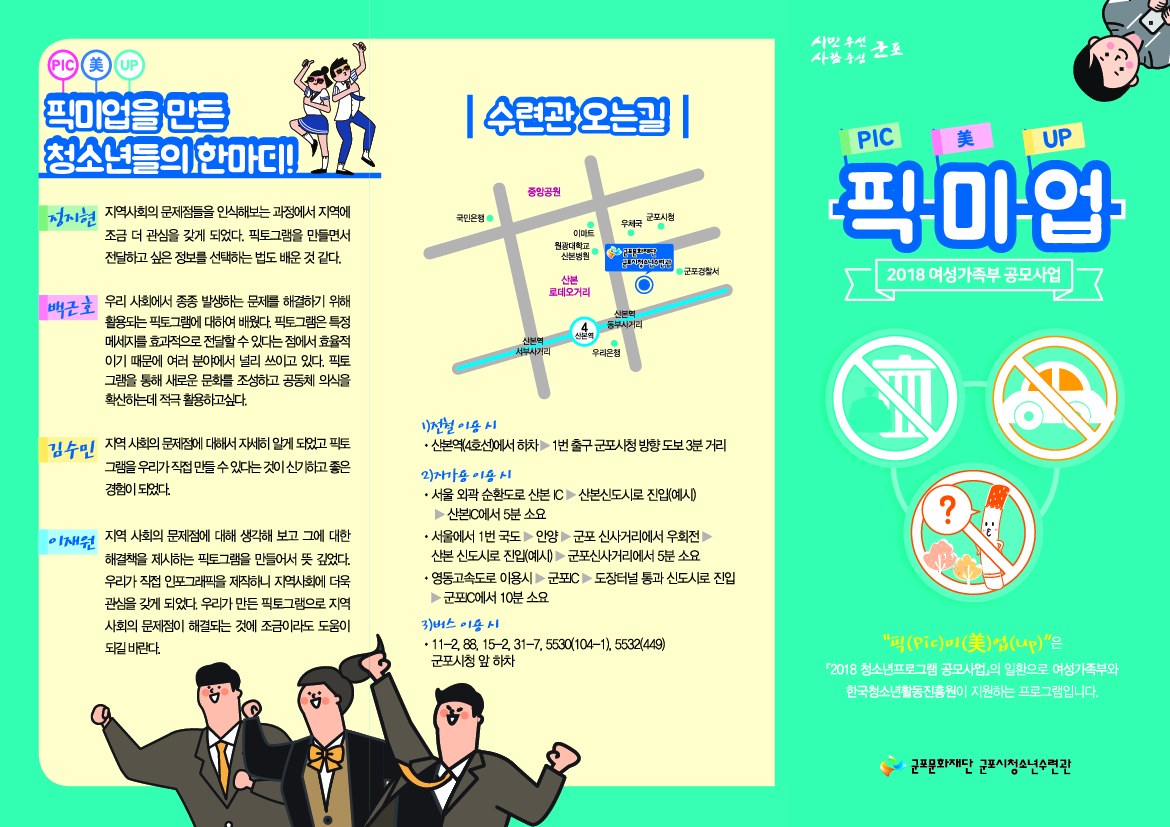 PIC 美 UP
픽미업을 만든
청소년들의 한마디!
정지현
지역사회의 문제점들을 인식해보는 과정에서 지역에
조금 더 관심을 갖게 되었다. 픽토그램을 만들면서
전달하고 싶은 정보를 선택하는 법도 배운 것 같다.
백근호
우리 사회에서 종종 발생하는 문제를 해결하기 위해
활용되는 픽토그램에 대하여 배웠다. 픽토그램은 특정
메세지를 효과적으로 전달할 수 있다는 점에서 효율적
이기 때문에 여러 분야에서 널리 쓰이고 있다. 픽토
그램을 통해 새로운 문화를 조성하고 공동체 의식을
확산하는데 적극 활용하고싶다.
김수민
지역 사회의 문제점에 대해서 자세히 알게 되었고 픽토
그램을 우리가 직접 만들 수 있다는 것이 신기하고 좋은
경험이 되었다.
이재원
지역 사회의 문제점에 대해 생각해 보고 그에 대한
해결책을 제시하는 픽토그램을 만들어서 뜻 깊었다.
우리가 직접 인포그래픽을 제작하니 지역사회에 더욱
관심을 갖게 되었다. 우리가 만든 픽토그램으로 지역
사회의 문제점이 해결되는 것에 조금이라도 도움이
되길 바란다.
수련관 오는길
중앙공원
국민은행
이마트
우체국
군포시청
원광대학교
산본병원
군포문화재단
군포시청소년수련관
군포경찰서
산본
로데오거리
산본역
동부사거리
4
산본역
산본역
서부사거리
우리은행
1)전철 이용 시
· 산본역(4호선)에서 하차 ▶ 1번 출구 군포시청 방향 도보 3분 거리
2)자가용 이용 시
· 서울 외곽 순환도로 산본 IC ▶ 산본신도시로 진입(예시)
▶ 산본IC에서 5분 소요
· 서울에서 1번 국도 ▶ 안양 ▶ 군포 신사거리에서 우회전 ▶
산본 신도시로 진입(예시) ▶ 군포신사거리에서 5분 소요
· 영동고속도로 이용시 ▶ 군포IC ▶ 도장터널 통과 신도시로 진입
▶ 군포IC에서 10분 소요
3)버스 이용 시
· 11-2, 88, 15-2, 31-7, 5530(104-1), 5532(449)
군포시청 앞 하차
시민 우선
사람 중심 군포
PIC 美 UP
픽미업
2018 여성가족부 공모사업
?
"픽(Pic)미(美)업(up)"은
『2018 청소년프로그램 공모사업』의 일환으로 여성가족부와
한국청소년활동진흥원이 지원하는 프로그램입니다.
군포문화재단 군포시청소년수련관